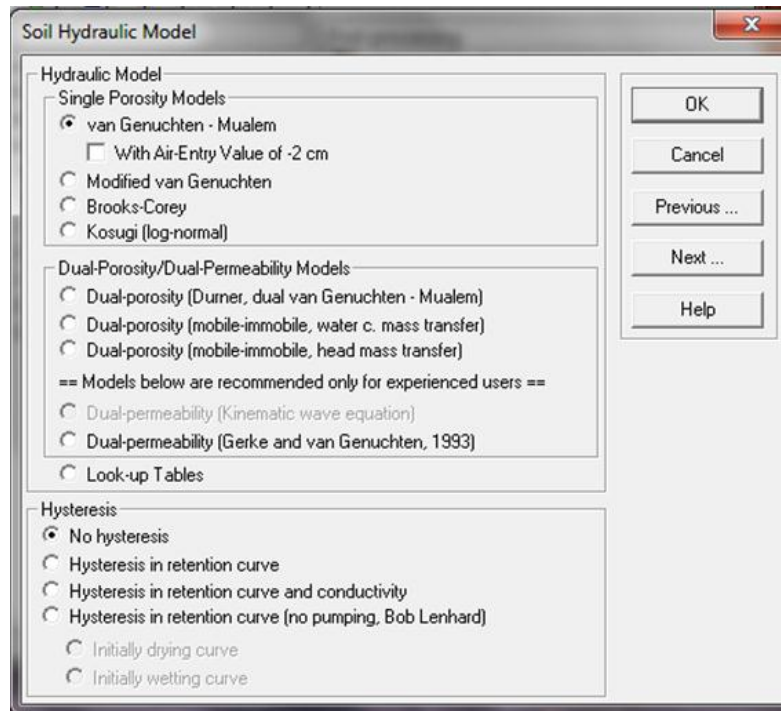 Soil Hydraulic Model
Hydraulic Model
Single Porosity Models
van Genuchten - Mualem
With Air-Entry Value of -2 cm
Modified van Genuchten
Brooks-Corey
Kosugi (log-normal)
Dual-Porosity/Dual-Permeability Models
Dual-porosity (Durner, dual van Genuchten - Mualem)
Dual-porosity (mobile-immobile, water c. mass transfer)
Dual-porosity (mobile-immobile, head mass transfer)
== Models below are recommended only for experienced users ==
Dual-permeability (Kinematic wave equation)
Dual-permeability (Gerke and van Genuchten, 1993)
Look-up Tables
Hysteresis
No hysteresis
Hysteresis in retention curve
Hysteresis in retention curve and conductivity
Hysteresis in retention curve (no pumping, Bob Lenhard)
Initially drying curve
Initially wetting curve
OK
Cancel
Previous ...
Next ...
Help